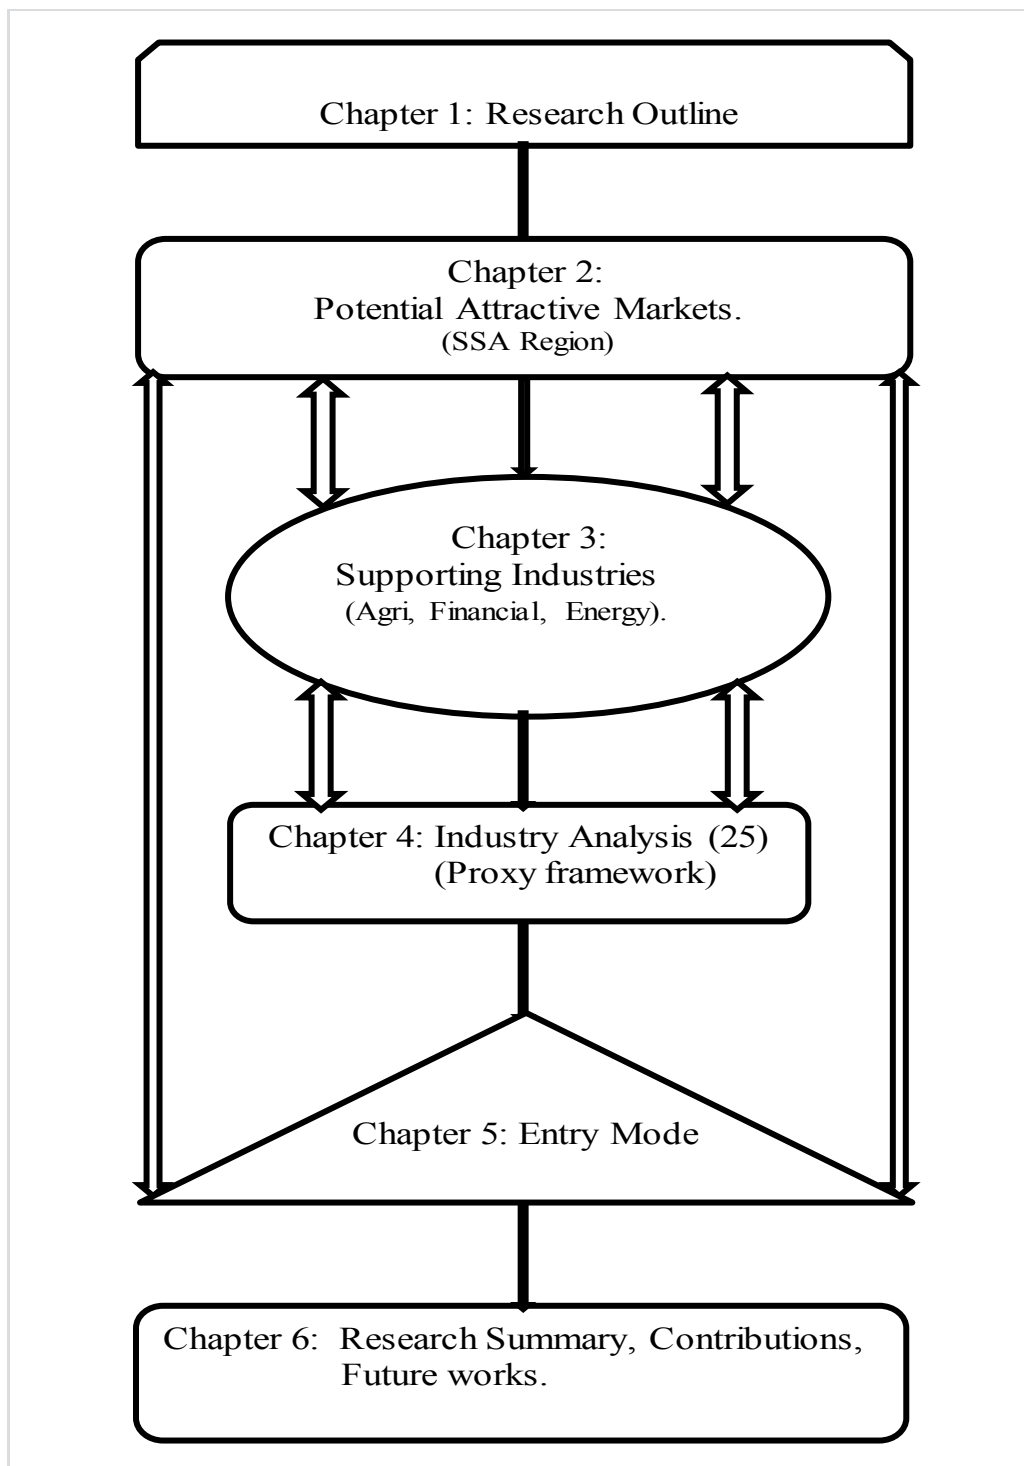 Chapter 1: Research Outline
Chapter 2:
Potential Attractive Markets.
(SSA Region)
Chapter 3:
Supporting Industries
(Agri, Financial, Energy).
Chapter 4: Industry Analysis (25)
(Proxy framework)
Chapter 5: Entry Mode
Chapter 6: Research Summary, Contributions,
Future works.